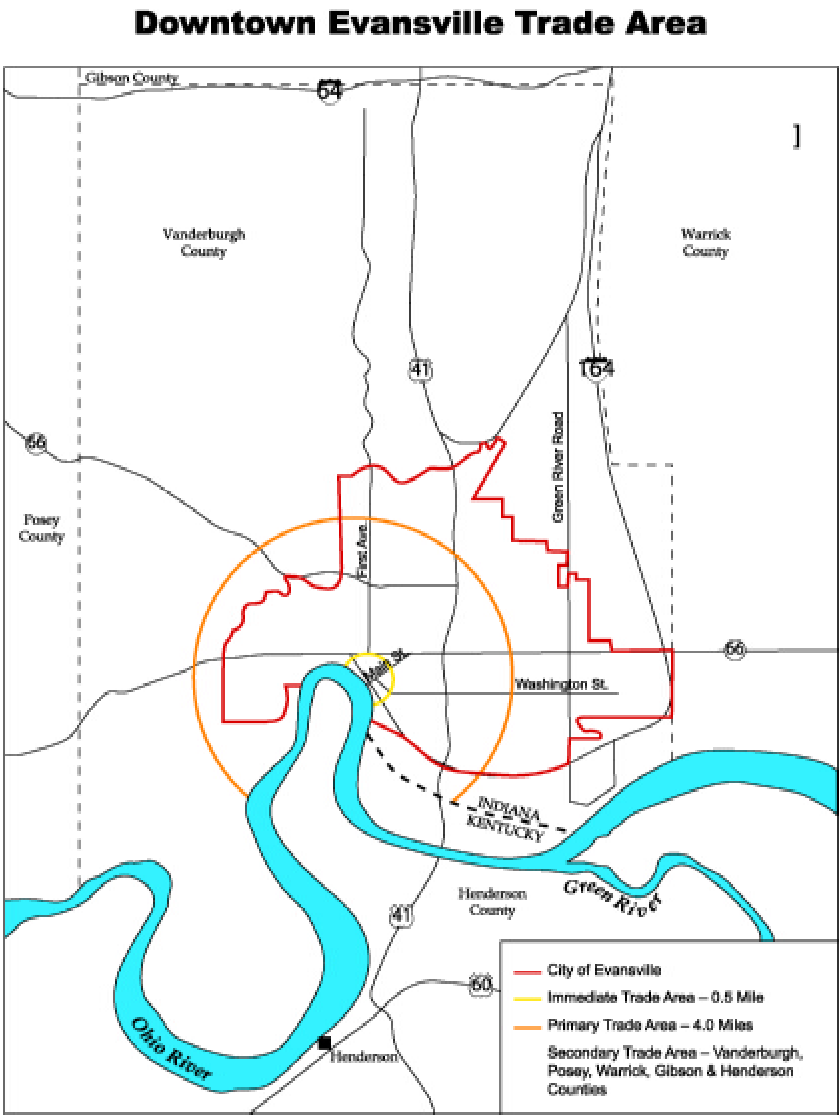 Downtown Evansville Trade Area
Gibson County
64
]
Vanderburgh
County
Warrick
County
41
164
66
Green River Road
Posey
County
First Ave.
66
Main St.
Washington St.
INDIANA
KENTUCKY
Green River
Henderson
County
41
60
Ohio River
Henderson
City of Evansville
Immediate Trade Area – 0.5 Mile
Primary Trade Area – 4.0 Miles
Secondary Trade Area – Vanderburgh,
Posey, Warrick, Gibson & Henderson
Counties